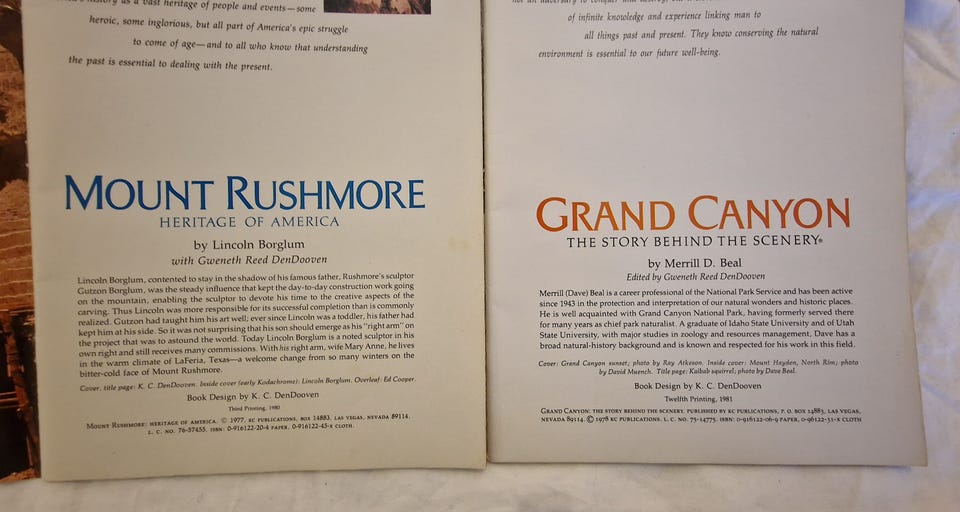 history as a vast heritage of people and events—some
heroic, some inglorious, but all part of America's epic struggle
to come of age—and to all who know that understanding
the past is essential to dealing with the present.
MOUNT RUSHMORE
HERITAGE OF AMERICA
by Lincoln Borglum
with Gweneth Reed DenDooven
Lincoln Borglum, contented to stay in the shadow of his famous father, Rushmore's sculptor
Gutzon Borglum, was the steady influence that kept the day-to-day construction work going
on the mountain, enabling the sculptor to devote his time to the creative aspects of the
carving. Thus Lincoln was more responsible for its successful completion than is commonly
realized. Gutzon had taught him his art well; ever since Lincoln was a toddler, his father had
kept him at his side. So it was not surprising that his son should emerge as his "right arm" on
the project that was to astound the world. Today Lincoln Borglum is a noted sculptor in his
own right and still receives many commissions. With his right arm, wife Mary Anne, he lives
in the warm climate of LaFeria, Texas—a welcome change from so many winters on the
bitter-cold face of Mount Rushmore.
Cover, title page: K. C. DenDooven. Inside cover (early Kodachrome): Lincoln Borglum. Overleaf: Ed Cooper.
Book Design by K. C. DenDooven
Third Printing, 1980
MOUNT RUSHMORE: HERITAGE OF AMERICA. © 1977, KC PUBLICATIONS, BOX 14883, LAS VEGAS, NEVADA 89114.
L. C. NO. 76-57455. ISBN: 0-916122-20-4 PAPER, 0-916122-45-X CLOTH.
of infinite knowledge and experience linking man to
all things past and present. They know conserving the natural
environment is essential to our future well-being.
GRAND CANYON
THE STORY BEHIND THE SCENERY®
by Merrill D. Beal
Edited by Gweneth Reed DenDooven
Merrill (Dave) Beal is a career professional of the National Park Service and has been active
since 1943 in the protection and interpretation of our natural wonders and historic places.
He is well acquainted with Grand Canyon National Park, having formerly served there
for many years as chief park naturalist. A graduate of Idaho State University and of Utah
State University, with major studies in zoology and resources management, Dave has a
broad natural-history background and is known and respected for his work in this field.
Cover: Grand Canyon sunset; photo by Ray Atkeson. Inside cover: Mount Hayden, North Rim; photo
by David Muench. Title page: Kaibab squirrel; photo by Dave Beal.
Book Design by K. C. DenDooven
Twelfth Printing, 1981
GRAND CANYON: THE STORY BEHIND THE SCENERY. PUBLISHED BY KC PUBLICATIONS, P. O. BOX 14883, LAS VEGAS,
NEVADA 89114. © 1978 KC PUBLICATIONS. L. C. NO. 75-14775. ISBN: 0-916122-06-9 PAPER, 0-96122-31-X CLOTH